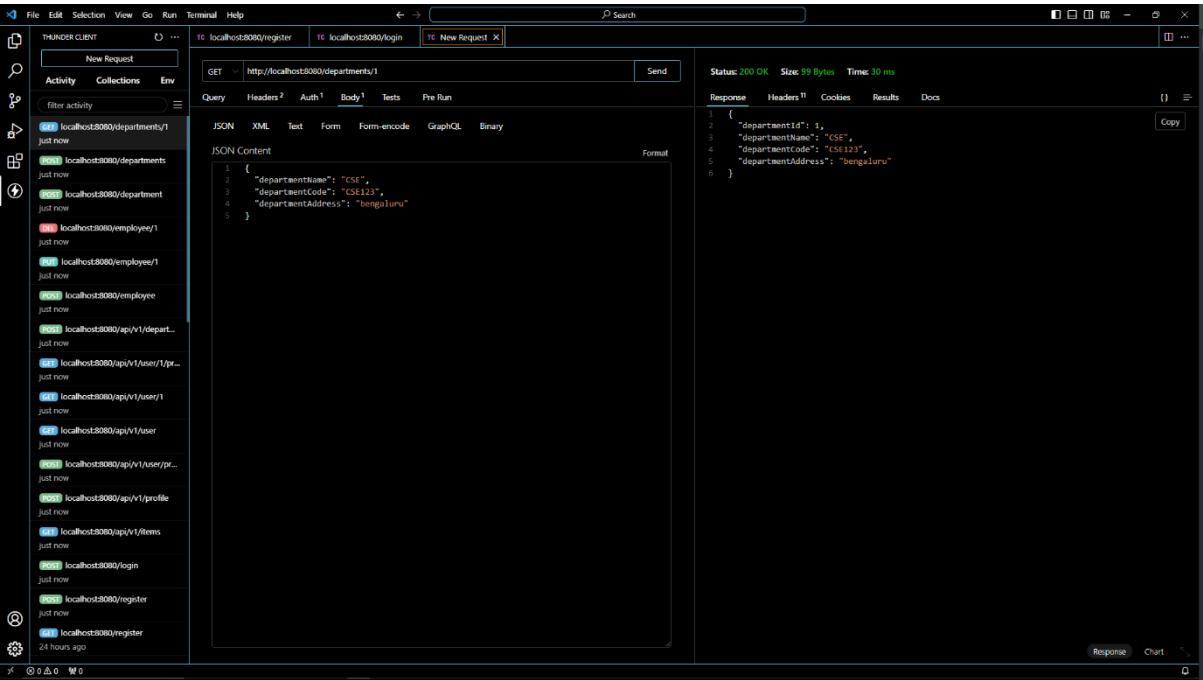 File Edit Selection View Go Run Terminal Help
Search
THUNDER CLIENT
New Request
Activity Collections Env
filter activity
GET localhost:8080/departments/1
just now
POST localhost:8080/departments
just now
POST localhost:8080/department
just now
DEL localhost:8080/employee/1
just now
PUT localhost:8080/employee/1
just now
POST localhost:8080/employee
just now
POST localhost:8080/api/v1/depart...
just now
GET localhost:8080/api/v1/user/1/pr...
just now
GET localhost:8080/api/v1/user/1
just now
GET localhost:8080/api/v1/user
just now
POST localhost:8080/api/v1/user/pr...
just now
POST localhost:8080/api/v1/profile
just now
GET localhost:8080/api/v1/items
just now
POST localhost:8080/login
just now
POST localhost:8080/register
just now
GET localhost:8080/register
24 hours ago
TC localhost:8080/register TC localhost:8080/login TC New Request
GET http://localhost:8080/departments/1 Send
Query Headers 2 Auth 1 Body 1 Tests Pre Run
JSON XML Text Form Form-encode GraphQL Binary
JSON Content Format
1 {
2 "departmentName": "CSE",
3 "departmentCode": "CSE123",
4 "departmentAddress": "bengaluru"
5 }
Status: 200 OK Size: 99 Bytes Time: 30 ms
Response Headers 11 Cookies Results Docs {}
Copy
1 {
2 "departmentId": 1,
3 "departmentName": "CSE",
4 "departmentCode": "CSE123",
5 "departmentAddress": "bengaluru"
6 }
Response Chart
0 0 0